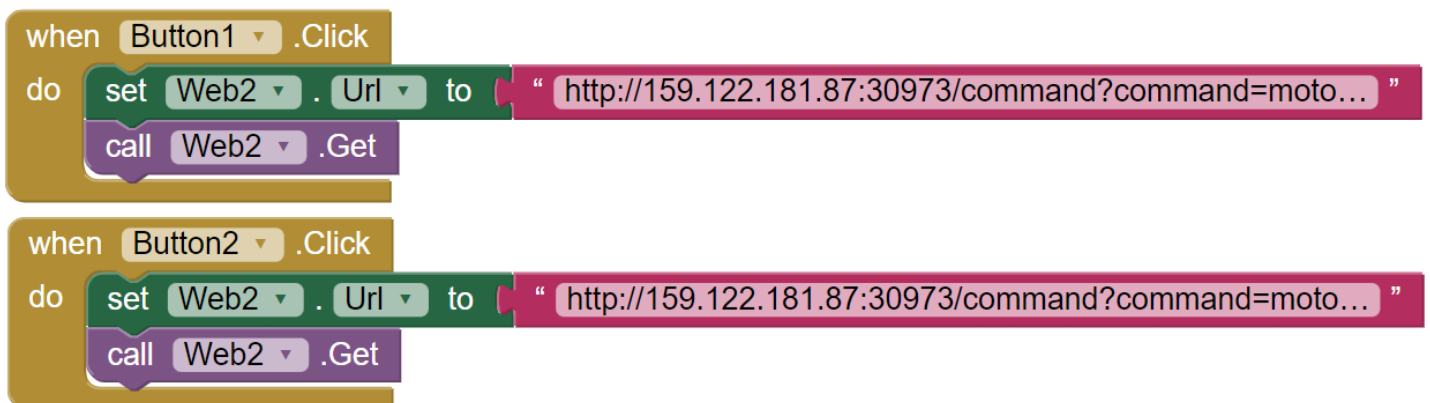 when Button1 .Click
do set Web2 . Url to “ http://159.122.181.87:30973/command?command=moto... ”
call Web2 .Get
when Button2 .Click
do set Web2 . Url to “ http://159.122.181.87:30973/command?command=moto... ”
call Web2 .Get